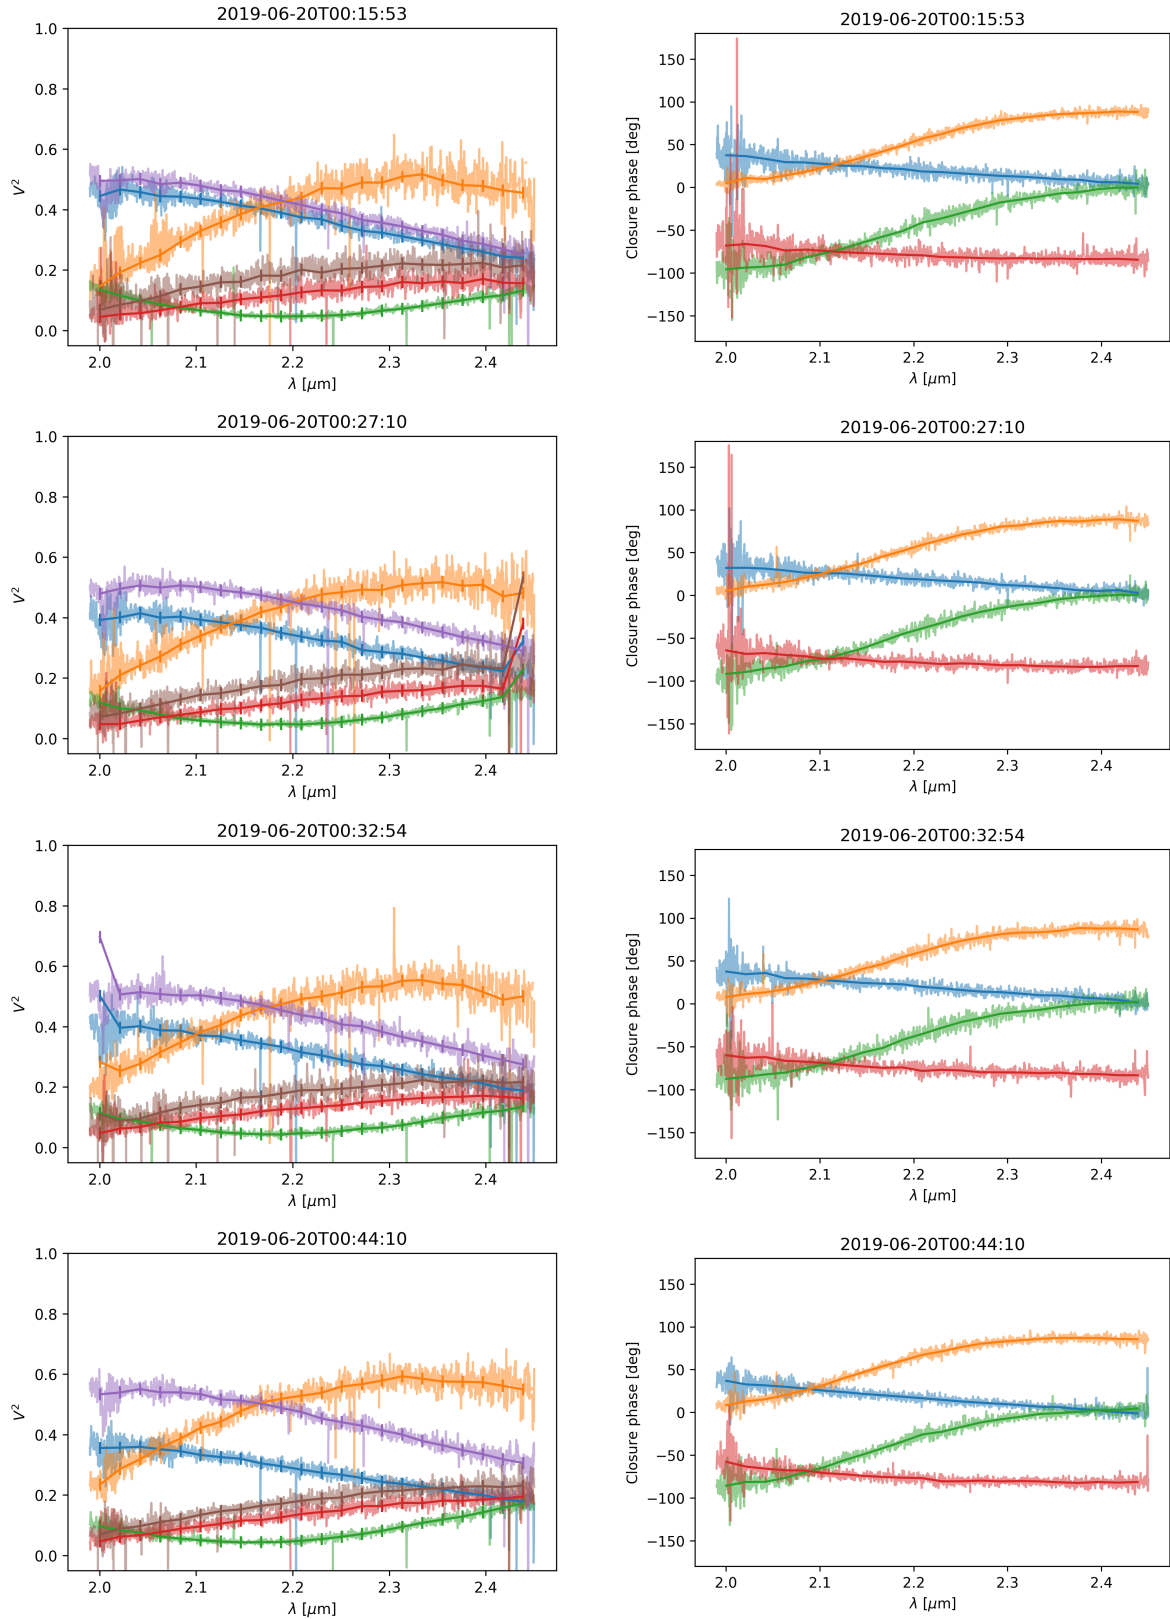 2019-06-20T00:15:53
1.0
0.8
0.6
0.4
0.2
0.0
V²
2.0 2.1 2.2 2.3 2.4
λ [μm]
2019-06-20T00:15:53
150
100
50
0
−50
−100
−150
Closure phase [deg]
2.0 2.1 2.2 2.3 2.4
λ [μm]
2019-06-20T00:27:10
1.0
0.8
0.6
0.4
0.2
0.0
V²
2.0 2.1 2.2 2.3 2.4
λ [μm]
2019-06-20T00:27:10
150
100
50
0
−50
−100
−150
Closure phase [deg]
2.0 2.1 2.2 2.3 2.4
λ [μm]
2019-06-20T00:32:54
1.0
0.8
0.6
0.4
0.2
0.0
V²
2.0 2.1 2.2 2.3 2.4
λ [μm]
2019-06-20T00:32:54
150
100
50
0
−50
−100
−150
Closure phase [deg]
2.0 2.1 2.2 2.3 2.4
λ [μm]
2019-06-20T00:44:10
1.0
0.8
0.6
0.4
0.2
0.0
V²
2.0 2.1 2.2 2.3 2.4
λ [μm]
2019-06-20T00:44:10
150
100
50
0
−50
−100
−150
Closure phase [deg]
2.0 2.1 2.2 2.3 2.4
λ [μm]